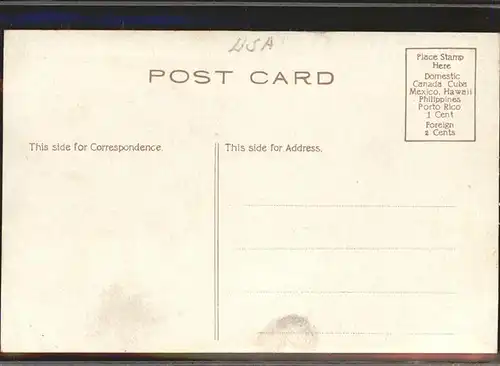 USA
POST CARD
Place Stamp
Here
Domestic
Canada Cuba
Mexico, Hawaii
Philippines
Porto Rico
1 Cent
Foreign
2 Cents
This side for Correspondence.
This side for Address.